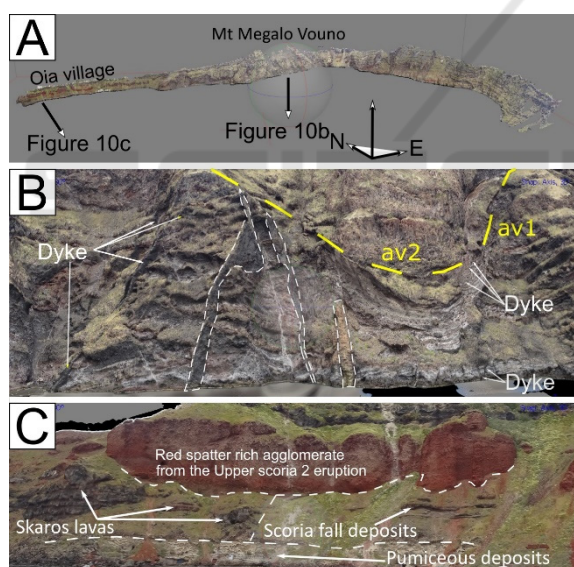 A
Mt Megalo Vouno
Oia village
Figure 10c
Figure 10b
N
E
B
Dyke
av2
av1
Dyke
Dyke
C
Red spatter rich agglomerate
from the Upper scoria 2 eruption
Skaros lavas
Scoria fall deposits
Pumiceous deposits